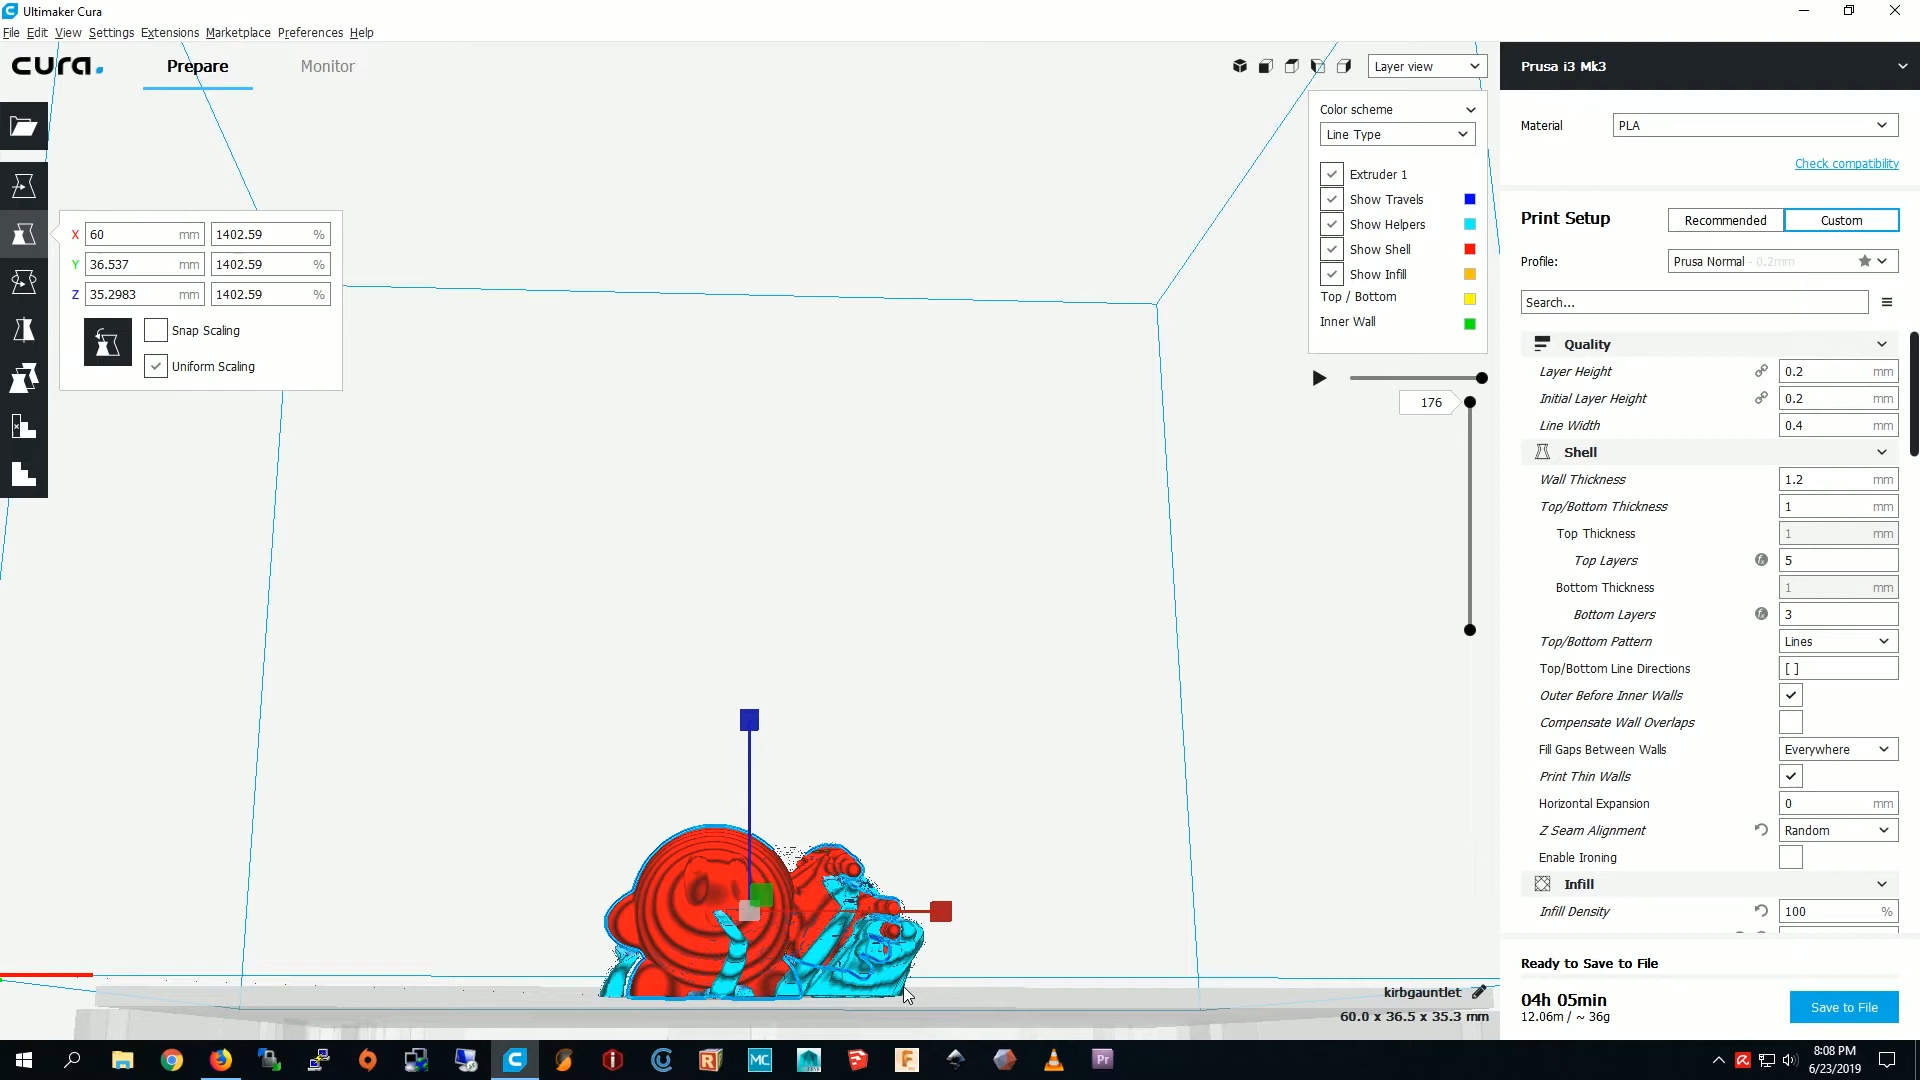 Ultimaker Cura
File Edit View Settings Extensions Marketplace Preferences Help
cura.
Prepare
Monitor
Layer view
Color scheme
Line Type
Extruder 1
Show Travels
Show Helpers
Show Shell
Show Infill
Top / Bottom
Inner Wall
176
X 60 mm 1402.59 %
Y 36.537 mm 1402.59 %
Z 35.2983 mm 1402.59 %
Snap Scaling
Uniform Scaling
kirbgauntlet
60.0 x 36.5 x 35.3 mm
Prusa i3 Mk3
Material PLA
Check compatibility
Print Setup Recommended Custom
Profile: Prusa Normal - 0.2mm
Search...
Quality
Layer Height 0.2 mm
Initial Layer Height 0.2 mm
Line Width 0.4 mm
Shell
Wall Thickness 1.2 mm
Top/Bottom Thickness 1 mm
Top Thickness 1 mm
Top Layers 5
Bottom Thickness 1 mm
Bottom Layers 3
Top/Bottom Pattern Lines
Top/Bottom Line Directions [ ]
Outer Before Inner Walls
Compensate Wall Overlaps
Fill Gaps Between Walls Everywhere
Print Thin Walls
Horizontal Expansion 0 mm
Z Seam Alignment Random
Enable Ironing
Infill
Infill Density 100 %
Ready to Save to File
04h 05min
12.06m / ~ 36g
Save to File
MC
Pr
8:08 PM
6/23/2019